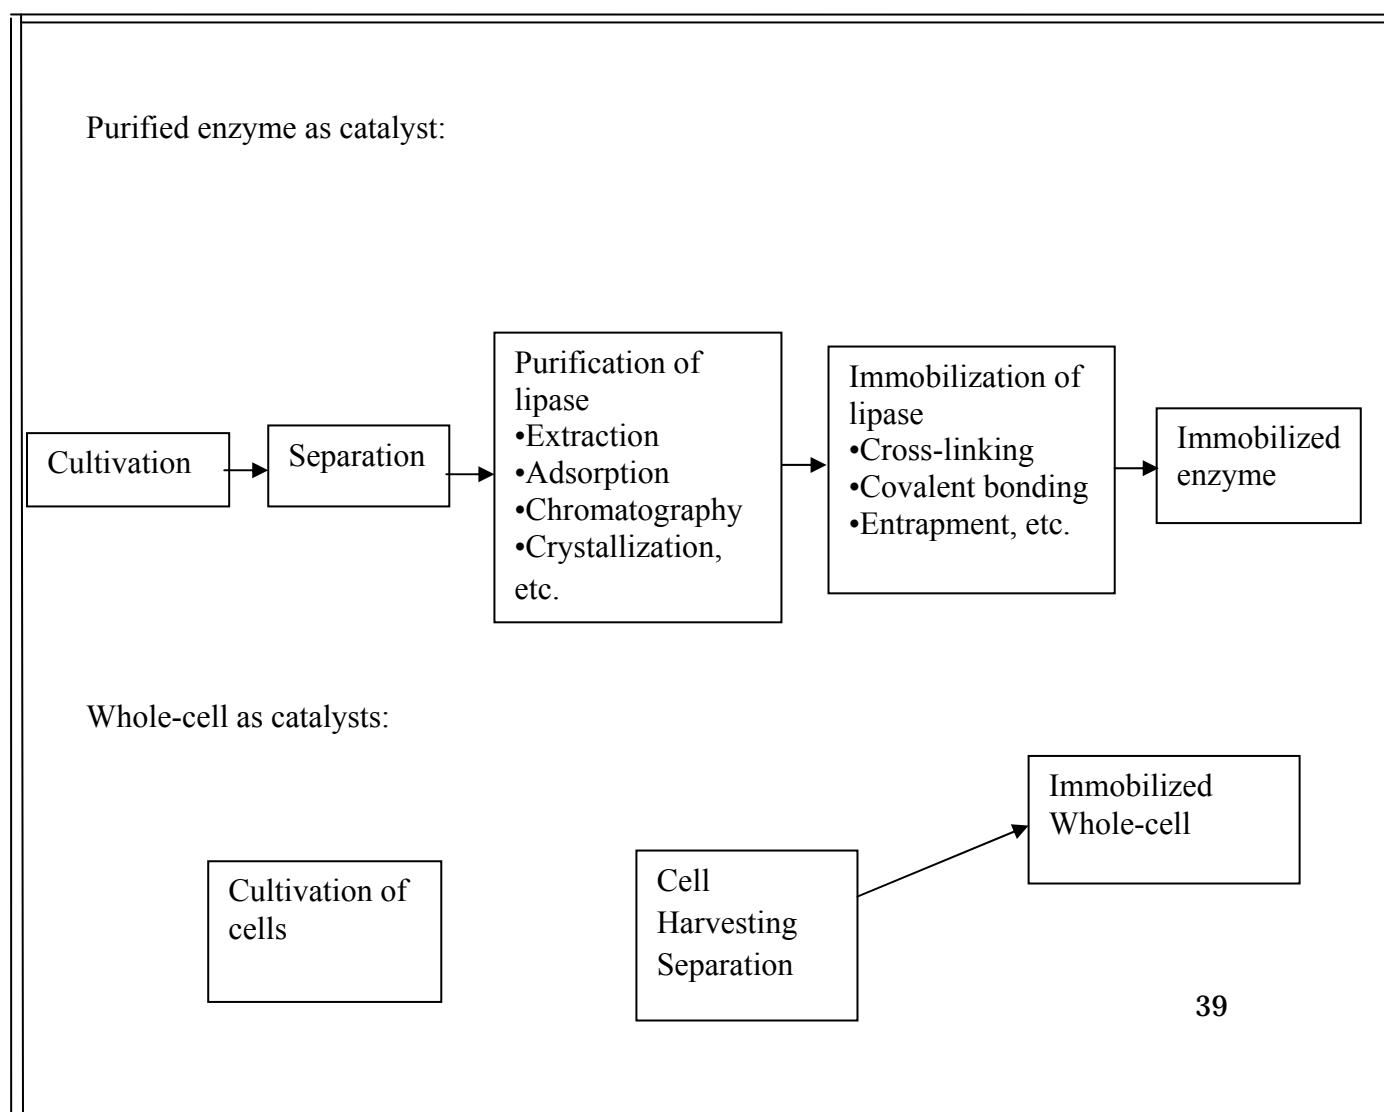 Purified enzyme as catalyst:
Cultivation
Separation
Purification of
lipase
•Extraction
•Adsorption
•Chromatography
•Crystallization,
etc.
Immobilization of
lipase
•Cross-linking
•Covalent bonding
•Entrapment, etc.
Immobilized
enzyme
Whole-cell as catalysts:
Cultivation of
cells
Cell
Harvesting
Separation
Immobilized
Whole-cell
39